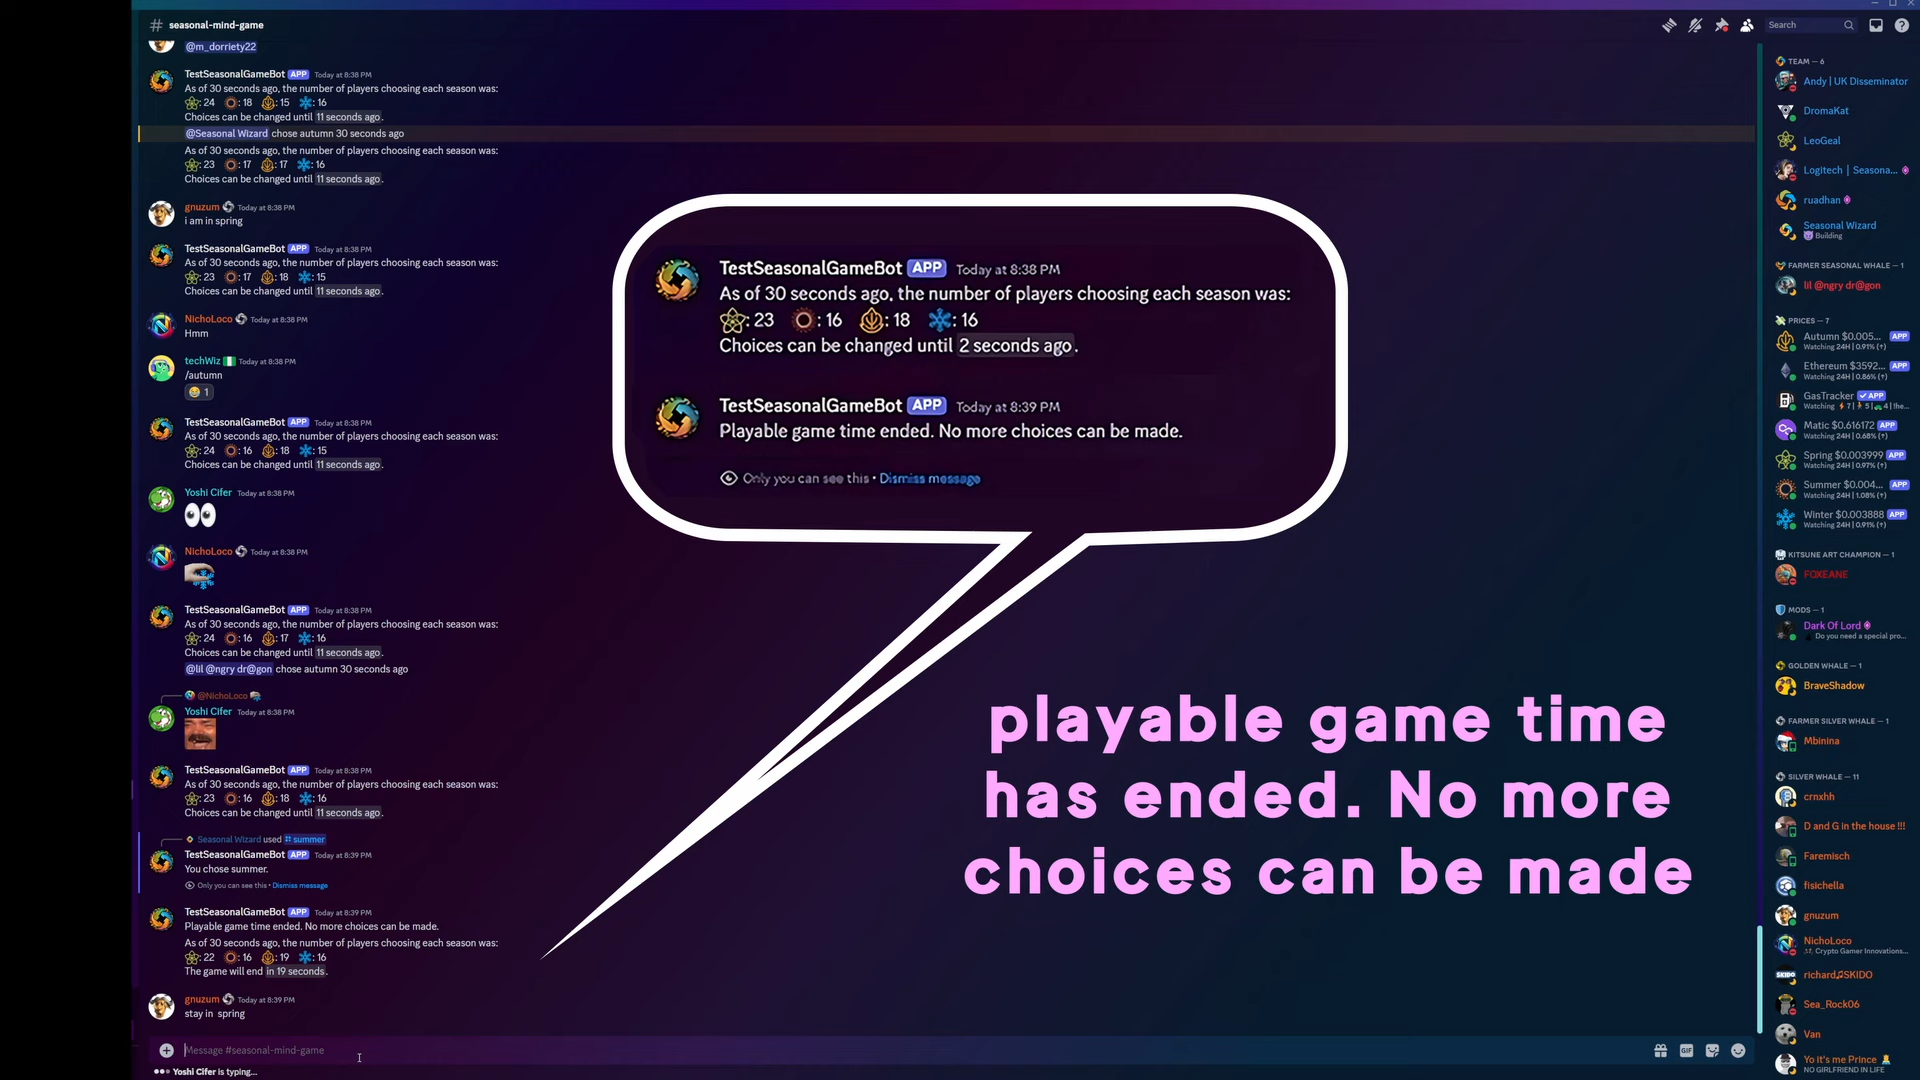 seasonal-mind-game
Search
@m_dorriety22
TestSeasonalGameBot APP Today at 8:38 PM
As of 30 seconds ago, the number of players choosing each season was:
: 24 : 18 : 15 : 16
Choices can be changed until 11 seconds ago.
@Seasonal Wizard chose autumn 30 seconds ago
As of 30 seconds ago, the number of players choosing each season was:
: 23 : 17 : 17 : 16
Choices can be changed until 11 seconds ago.
gnuzum Today at 8:38 PM
i am in spring
TestSeasonalGameBot APP Today at 8:38 PM
As of 30 seconds ago, the number of players choosing each season was:
: 23 : 17 : 18 : 15
Choices can be changed until 11 seconds ago.
NichoLoco Today at 8:38 PM
Hmm
techWiz Today at 8:38 PM
/autumn
1
TestSeasonalGameBot APP Today at 8:38 PM
As of 30 seconds ago, the number of players choosing each season was:
: 24 : 16 : 18 : 15
Choices can be changed until 11 seconds ago.
Yoshi Cifer Today at 8:38 PM
NichoLoco Today at 8:38 PM
TestSeasonalGameBot APP Today at 8:38 PM
As of 30 seconds ago, the number of players choosing each season was:
: 24 : 16 : 17 : 16
Choices can be changed until 11 seconds ago.
@lil @ngry dr@gon chose autumn 30 seconds ago
@NichoLoco
Yoshi Cifer Today at 8:38 PM
TestSeasonalGameBot APP Today at 8:38 PM
As of 30 seconds ago, the number of players choosing each season was:
: 23 : 16 : 18 : 16
Choices can be changed until 11 seconds ago.
Seasonal Wizard used summer
TestSeasonalGameBot APP Today at 8:39 PM
You chose summer.
Only you can see this • Dismiss message
TestSeasonalGameBot APP Today at 8:39 PM
Playable game time ended. No more choices can be made.
As of 30 seconds ago, the number of players choosing each season was:
: 22 : 16 : 19 : 16
The game will end in 19 seconds.
gnuzum Today at 8:39 PM
stay in spring
Message #seasonal-mind-game
Yoshi Cifer is typing...
TestSeasonalGameBot APP Today at 8:38 PM
As of 30 seconds ago, the number of players choosing each season was:
: 23 : 16 : 18 : 16
Choices can be changed until 2 seconds ago.
TestSeasonalGameBot APP Today at 8:39 PM
Playable game time ended. No more choices can be made.
Only you can see this • Dismiss message
playable game time
has ended. No more
choices can be made
GIF
TEAM — 6
Andy | UK Disseminator
DromaKat
LeoGeal
Logitech | Seasona...
ruadhan
Seasonal Wizard
Building
FARMER SEASONAL WHALE — 1
lil @ngry dr@gon
PRICES — 7
Autumn $0.005... APP
Watching 24H | 0.91% (↑)
Ethereum $3592... APP
Watching 24H | 0.86% (↑)
GasTracker APP
Watching 7 | 5 | 4 | !he...
Matic $0.616172 APP
Watching 24H | 0.68% (↑)
Spring $0.003999 APP
Watching 24H | 0.97% (↑)
Summer $0.004... APP
Watching 24H | 1.08% (↑)
Winter $0.003888 APP
Watching 24H | 0.91% (↑)
KITSUNE ART CHAMPION — 1
FOXEANE
MODS — 1
Dark Of Lord
Do you need a special pro...
GOLDEN WHALE — 1
BraveShadow
FARMER SILVER WHALE — 1
Mbinina
SILVER WHALE — 11
crnxhh
D and G in the house !!!
Faremisch
fisichella
gnuzum
NichoLoco
Crypto Gamer Innovations...
SKIDO
richard♫SKIDO
Sea_Rock06
Van
Yo it's me Prince
NO GIRLFRIEND IN LIFE